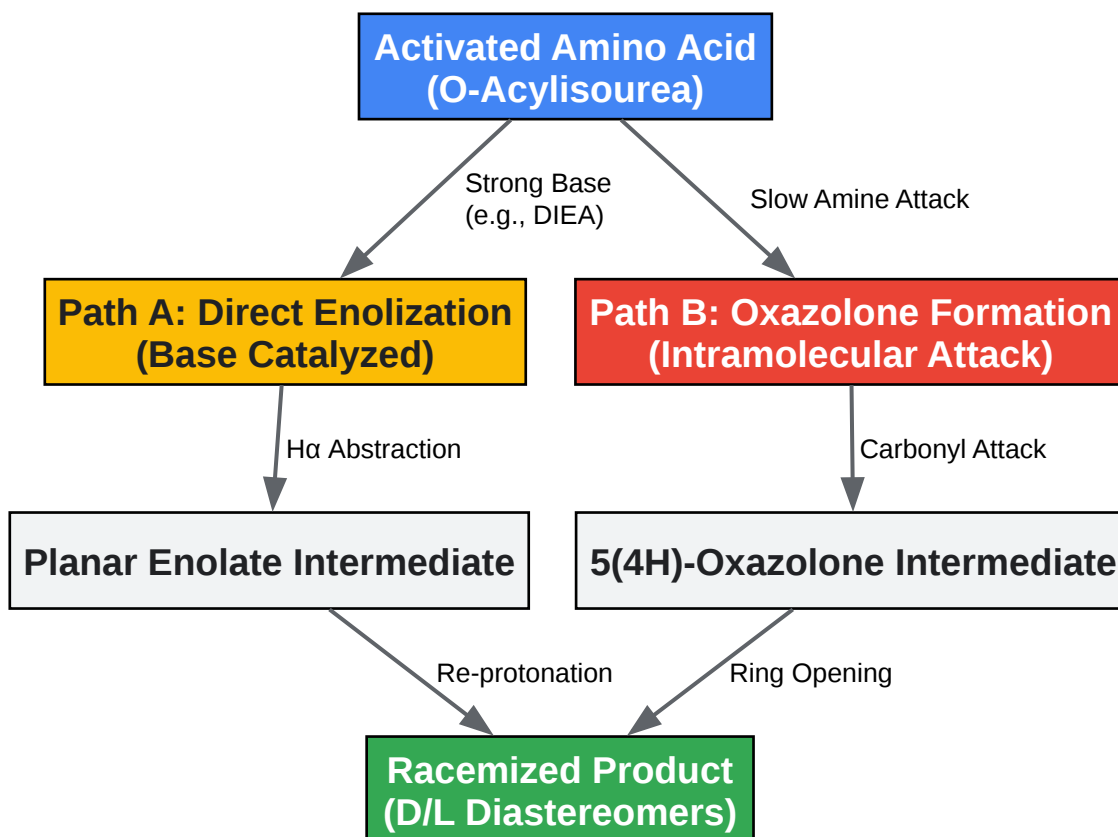 Activated Amino Acid
(O-Acylisourea)
Strong Base
(e.g., DIEA)
Slow Amine Attack
Path A: Direct Enolization
(Base Catalyzed)
Path B: Oxazolone Formation
(Intramolecular Attack)
Hα Abstraction
Carbonyl Attack
Planar Enolate Intermediate
5(4H)-Oxazolone Intermediate
Re-protonation
Ring Opening
Racemized Product
(D/L Diastereomers)